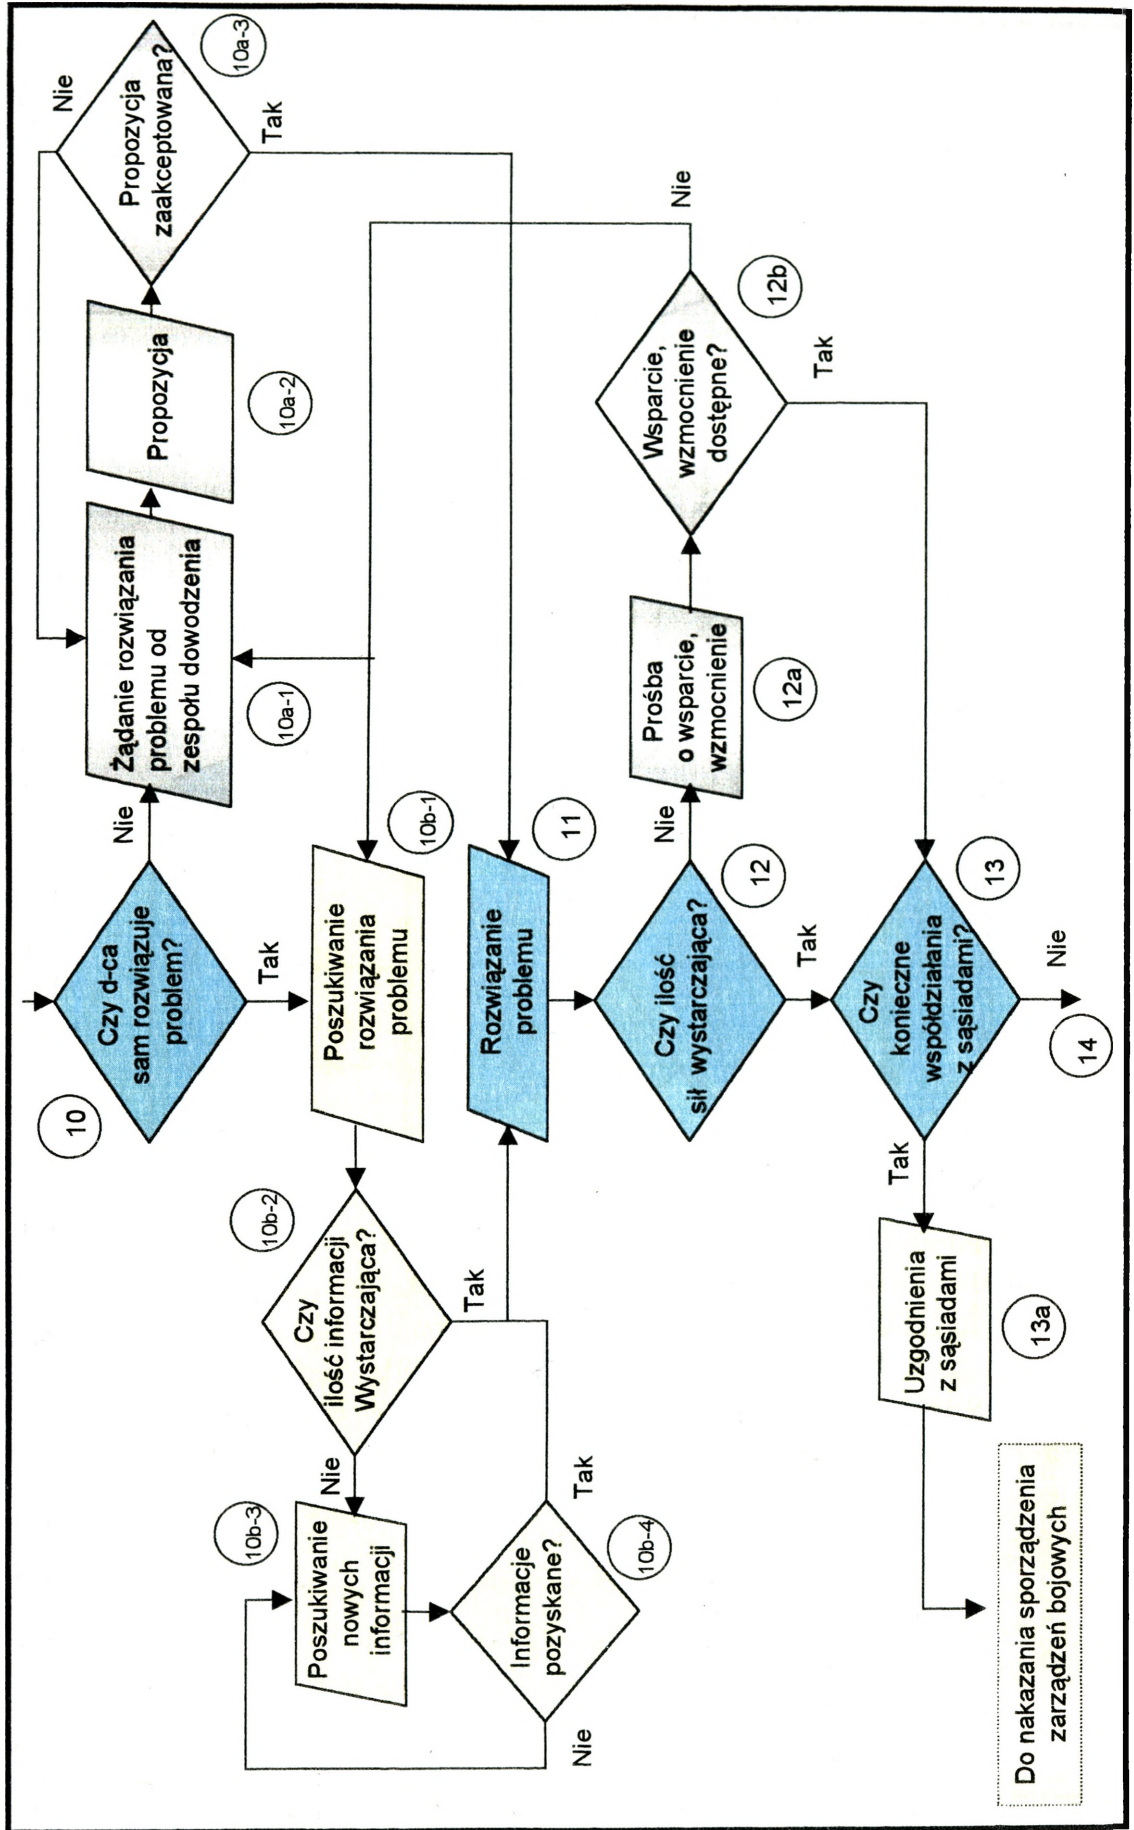 10
Czy d-ca
sam rozwiązuje
problem?
Nie
Tak
Żądanie rozwiązania
problemu od
zespołu dowodzenia
10a-1
Propozycja
10a-2
Propozycja
zaakceptowana?
10a-3
Nie
Tak
Poszukiwanie
rozwiązania
problemu
10b-1
Czy
ilość informacji
Wystarczająca?
10b-2
Nie
Tak
Poszukiwanie
nowych
informacji
10b-3
Informacje
pozyskane?
10b-4
Nie
Tak
Rozwiązanie
problemu
11
Czy ilość
sił wystarczająca?
12
Nie
Tak
Prośba
o wsparcie,
wzmocnienie
12a
Wsparcie,
wzmocnienie
dostępne?
12b
Nie
Tak
Czy
konieczne
współdziałania
z sąsiadami?
13
Tak
Nie
14
Uzgodnienia
z sąsiadami
13a
Do nakazania sporządzenia
zarządzeń bojowych